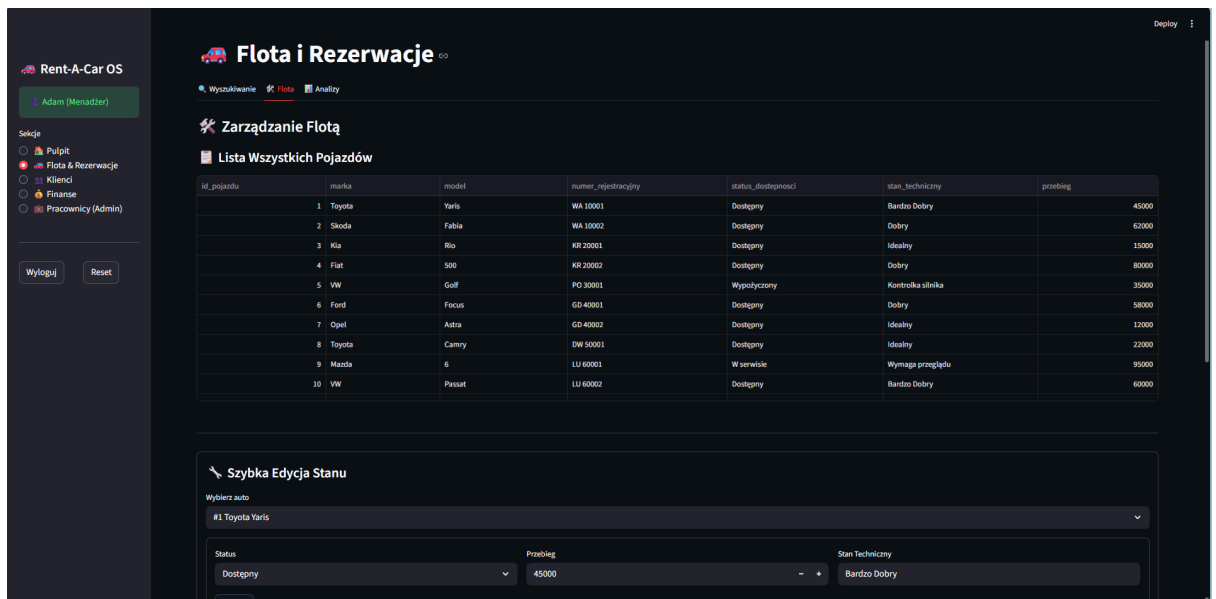 Deploy
Rent-A-Car OS
Adam (Menadżer)
Sekcje
Pulpit
Flota & Rezerwacje
Klienci
Finanse
Pracownicy (Admin)
Wyloguj Reset
Flota i Rezerwacje
Wyszukiwanie Flota Analizy
Zarządzanie Flotą
Lista Wszystkich Pojazdów
id_pojazdu marka model numer_rejestracyjny status_dostepnosci stan_techniczny przebieg
1 Toyota Yaris WA 10001 Dostępny Bardzo Dobry 45000
2 Skoda Fabia WA 10002 Dostępny Dobry 62000
3 Kia Rio KR 20001 Dostępny Idealny 15000
4 Fiat 500 KR 20002 Dostępny Dobry 80000
5 VW Golf PO 30001 Wypożyczony Kontrolka silnika 35000
6 Ford Focus GD 40001 Dostępny Dobry 58000
7 Opel Astra GD 40002 Dostępny Idealny 12000
8 Toyota Camry DW 50001 Dostępny Idealny 22000
9 Mazda 6 LU 60001 W serwisie Wymaga przeglądu 95000
10 VW Passat LU 60002 Dostępny Bardzo Dobry 60000
Szybka Edycja Stanu
Wybierz auto
#1 Toyota Yaris
Status Przebieg Stan Techniczny
Dostępny 45000 - + Bardzo Dobry